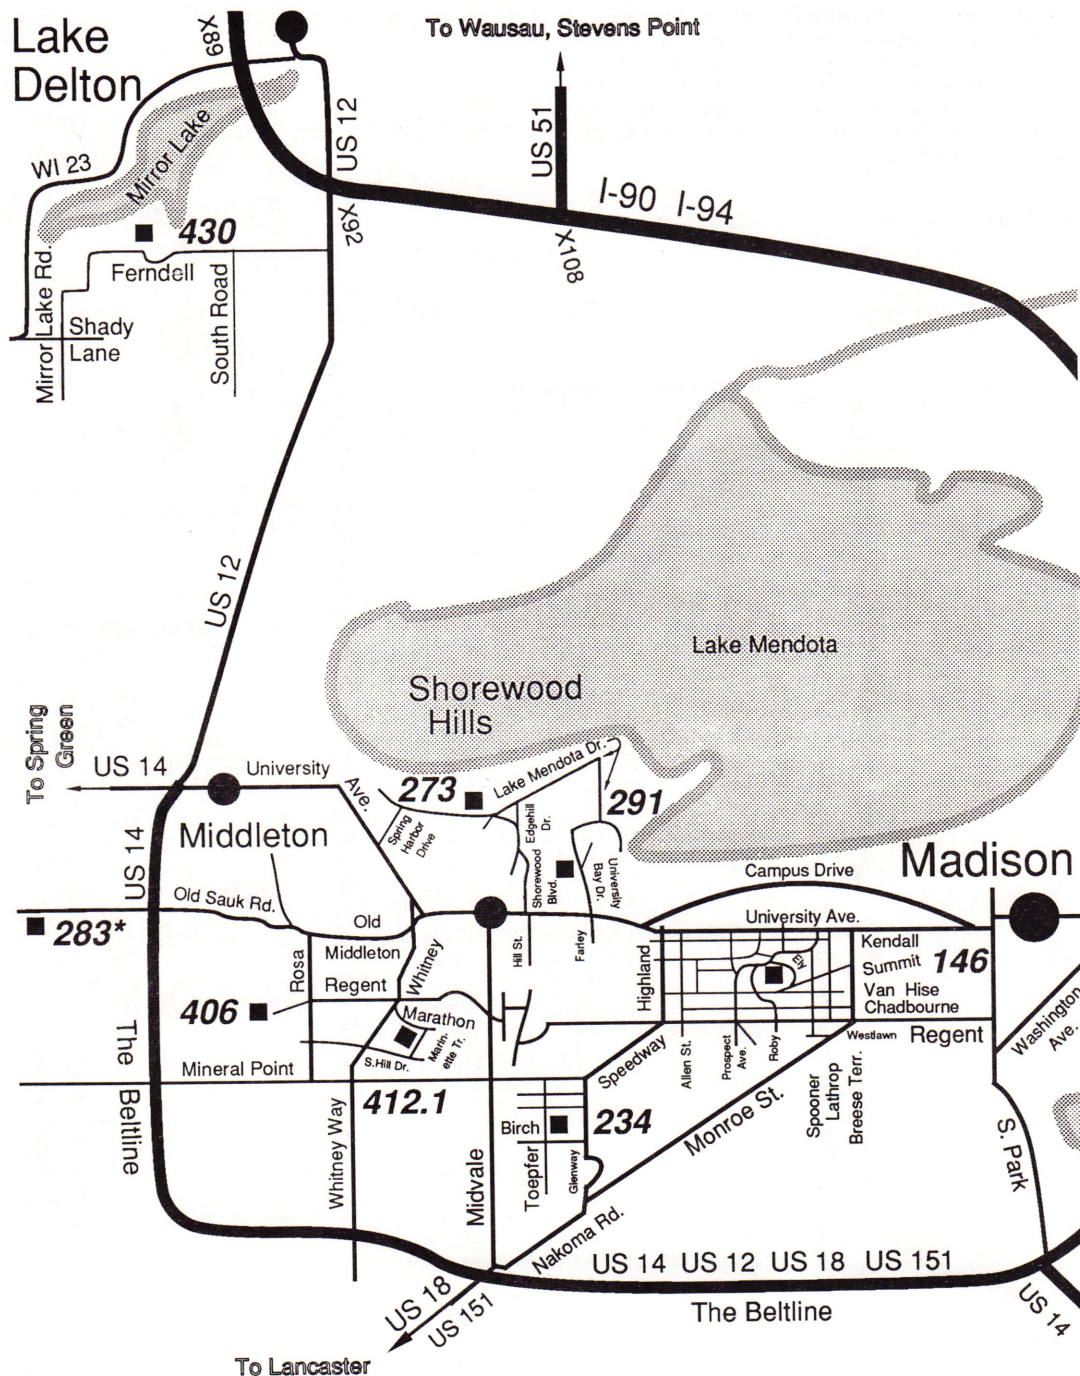 Lake
Delton
X89
To Wausau, Stevens Point
US 51
US 12
WI 23
Mirror Lake
I-90 I-94
X92
X108
430
Ferndell
Mirror Lake Rd.
Shady
Lane
South Road
US 12
Lake Mendota
Shorewood
Hills
To Spring
Green
US 14
University
Ave.
273
Lake Mendota Dr.
291
Spring
Harbor
Drive
Edgehill
Dr.
Shorewood
Blvd.
University
Bay Dr.
Middleton
US 14
Madison
Campus Drive
Old Sauk Rd.
Old
Middleton
University Ave.
283*
Rosa
Regent
Whitney
Hill St.
Farley
Highland
Ely
Kendall
Summit
146
Van Hise
Chadbourne
406
Marathon
Marin-
ette Tr.
S.Hill Dr.
Westlawn
Regent
Washington
Ave.
The
Beltline
Mineral Point
Speedway
Allen St.
Prospect
Ave.
Roby
412.1
Whitney Way
Midvale
Birch
234
Toepfer
Glenway
Monroe St.
Spooner
Lathrop
Breese Terr.
S. Park
Nakoma Rd.
US 14 US 12 US 18 US 151
The Beltline
US 18
US 151
US 14
To Lancaster